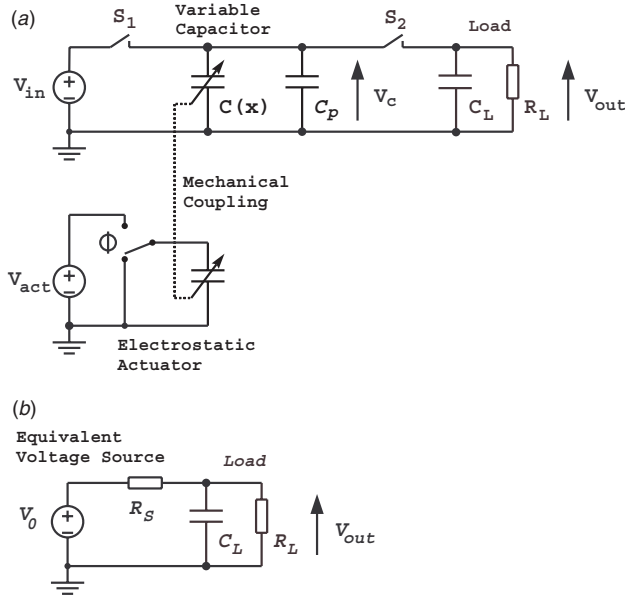 (a)
S1
Variable
Capacitor
S2
Load
Vin
C(x)
Cp
Vc
CL
RL
Vout
Mechanical
Coupling
Φ
Vact
Electrostatic
Actuator
(b)
Equivalent
Voltage Source
Load
V0
RS
CL
RL
Vout